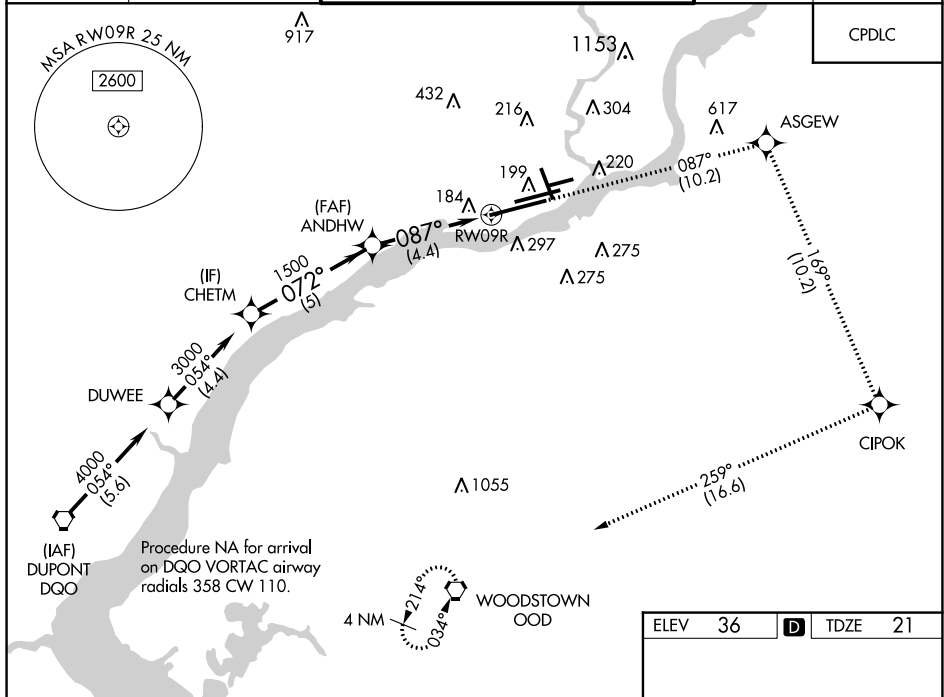 MSA RW09R 25 NM
2600
917
1153
CPDLC
432
216
304
617
ASGEW
199
220
087°
(10.2)
184
(FAF)
ANDHW
087°
(4.4)
RW09R
297
275
275
1500
072°
(5)
(IF)
CHETM
169°
(10.2)
3000
054°
(4.4)
DUWEE
CIPOK
4000
054°
(5.6)
259°
(16.6)
1055
(IAF)
DUPONT
DQO
Procedure NA for arrival
on DQO VORTAC airway
radials 358 CW 110.
4 NM
214°
034°
WOODSTOWN
OOD
ELEV 36 D TDZE 21